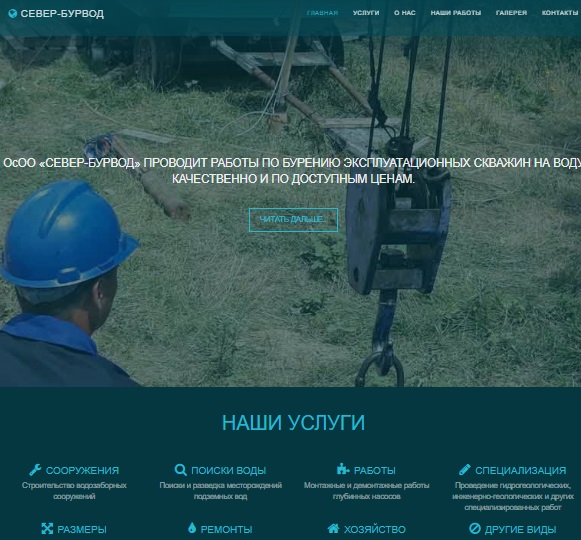 СЕВЕР-БУРВОД
ГЛАВНАЯ УСЛУГИ О НАС НАШИ РАБОТЫ ГАЛЕРЕЯ КОНТАКТЫ
ОсОО «СЕВЕР-БУРВОД» ПРОВОДИТ РАБОТЫ ПО БУРЕНИЮ ЭКСПЛУАТАЦИОННЫХ СКВАЖИН НА ВОДУ
КАЧЕСТВЕННО И ПО ДОСТУПНЫМ ЦЕНАМ.
ЧИТАТЬ ДАЛЬШЕ...
НАШИ УСЛУГИ
СООРУЖЕНИЯ
Строительство водозаборных
сооружений
ПОИСКИ ВОДЫ
Поиски и разведка месторождений
подземных вод
РАБОТЫ
Монтажные и демонтажные работы
глубинных насосов
СПЕЦИАЛИЗАЦИЯ
Проведение гидрогеологических,
инженерно-геологических и других
специализированных работ
РАЗМЕРЫ
РЕМОНТЫ
ХОЗЯЙСТВО
ДРУГИЕ ВИДЫ